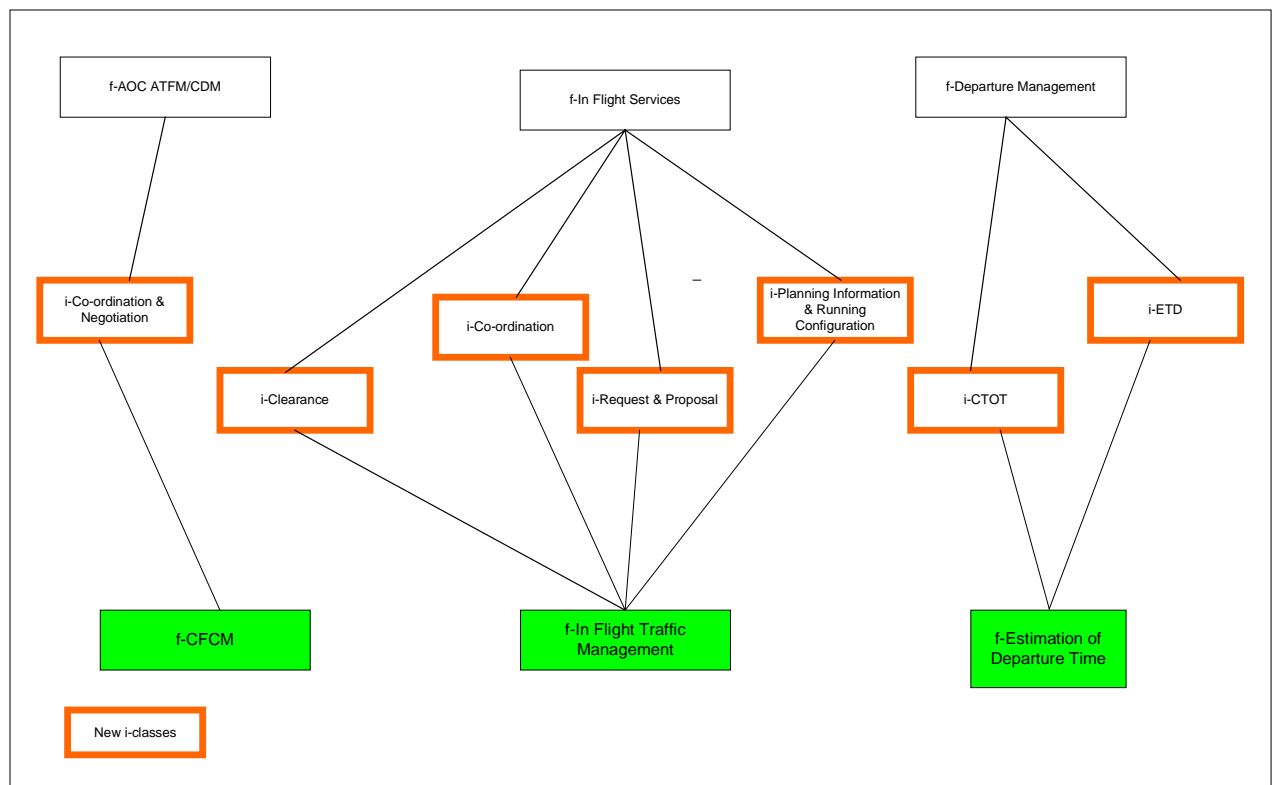 f-AOC ATFM/CDM
f-In Flight Services
f-Departure Management
i-Co-ordination &
Negotiation
i-Co-ordination
i-Planning Information
& Running
Configuration
i-ETD
i-Clearance
i-Request & Proposal
i-CTOT
f-CFCM
f-In Flight Traffic
Management
f-Estimation of
Departure Time
New i-classes